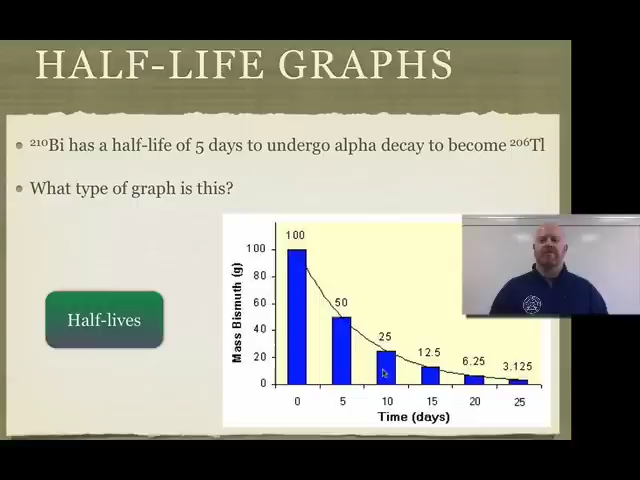 HALF-LIFE GRAPHS
²¹⁰Bi has a half-life of 5 days to undergo alpha decay to become ²⁰⁶Tl
What type of graph is this?
Half-lives
Mass Bismuth (g)
100
80
60
40
20
0
100
50
25
12.5
6.25
3.125
0 5 10 15 20 25
Time (days)